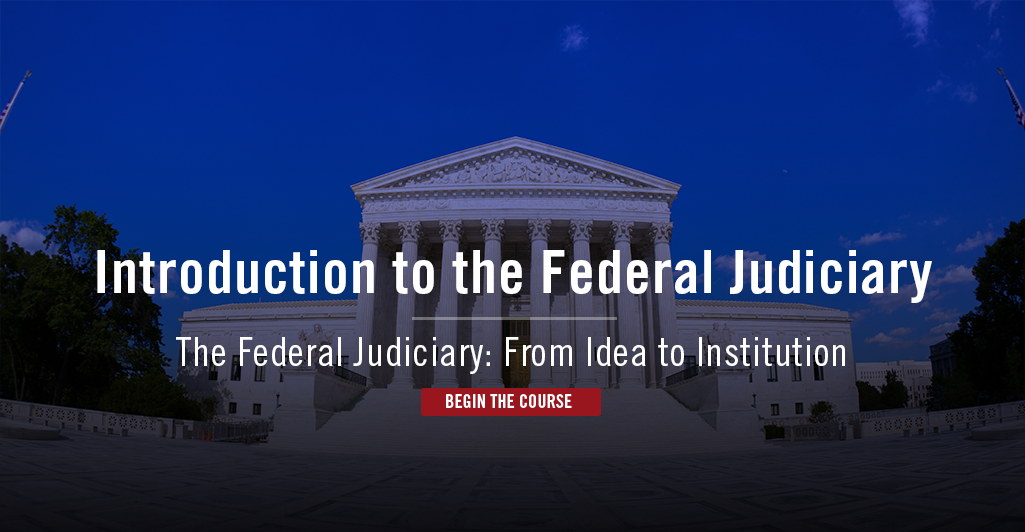 Introduction to the Federal Judiciary
The Federal Judiciary: From Idea to Institution
BEGIN THE COURSE